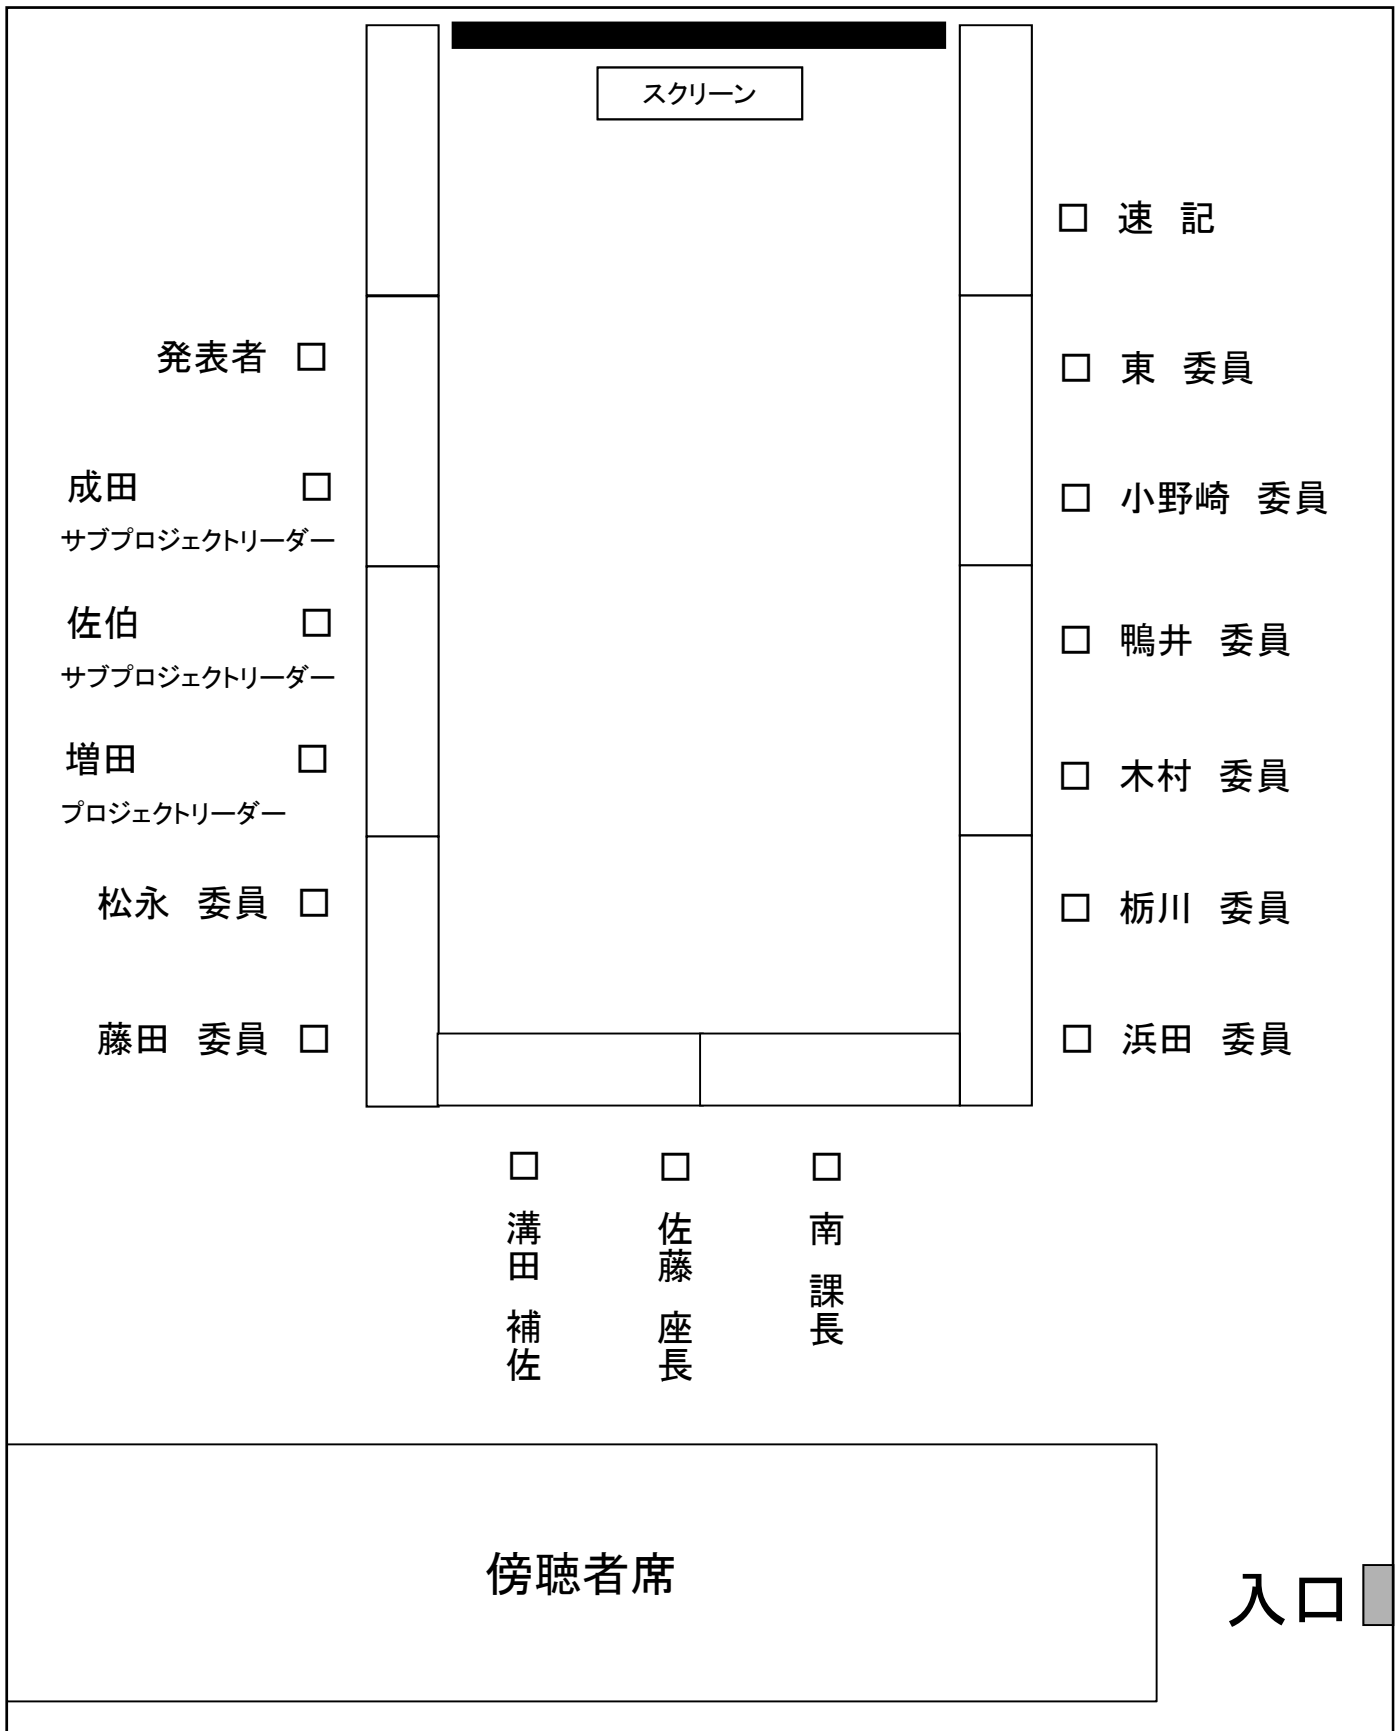 スクリーン
発表者 □
成田 □
サブプロジェクトリーダー
佐伯 □
サブプロジェクトリーダー
増田 □
プロジェクトリーダー
松永 委員 □
藤田 委員 □
□ 速 記
□ 東 委員
□ 小野崎 委員
□ 鴨井 委員
□ 木村 委員
□ 栃川 委員
□ 浜田 委員
□ 溝田 補佐
□ 佐藤 座長
□ 南 課長
傍聴者席
入口